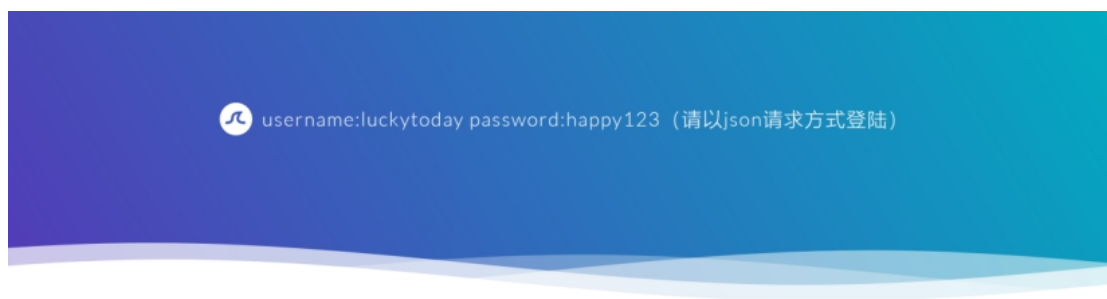 username:luckytoday password:happy123（请以json请求方式登陆）